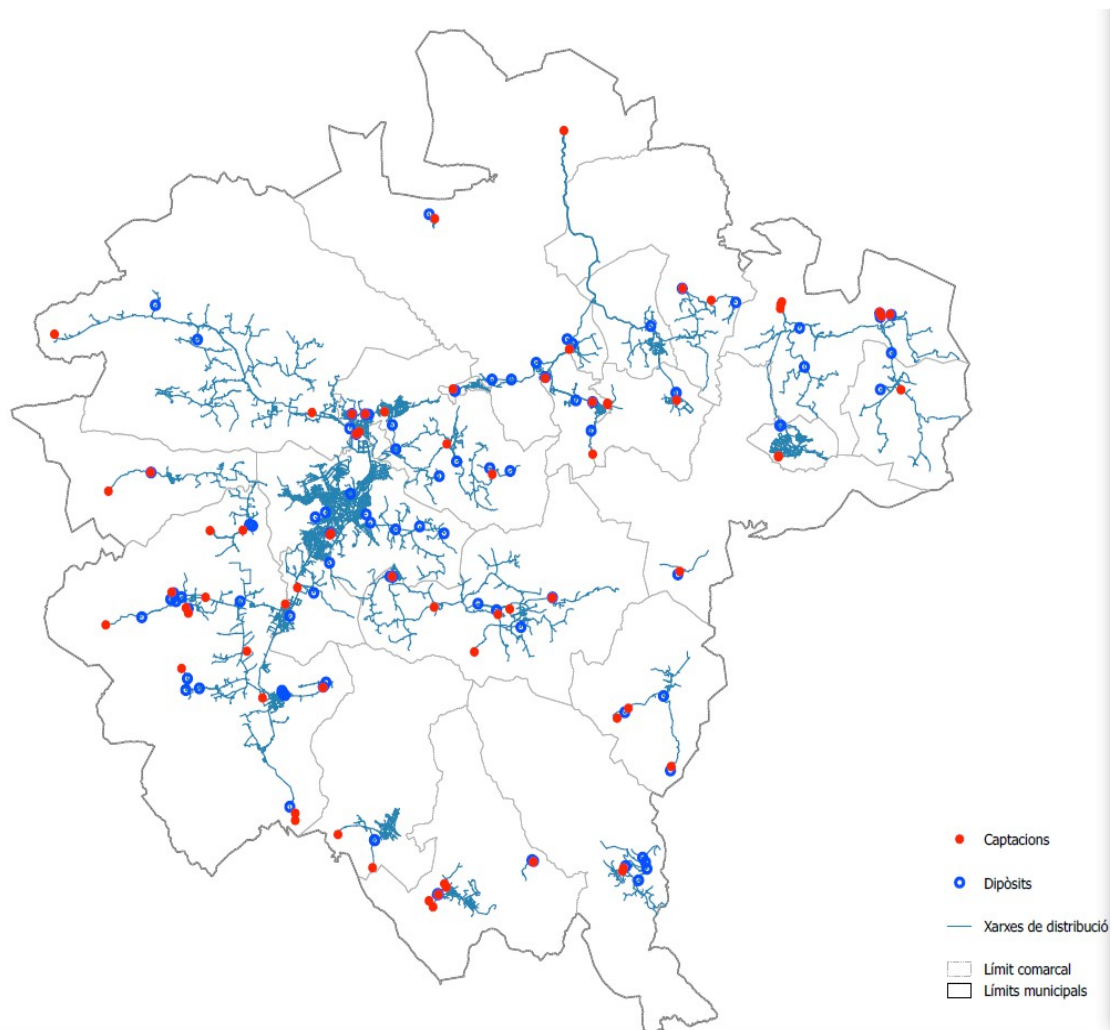 Captacions
Dipòsits
Xarxes de distribució
Límit comarcal
Límits municipals